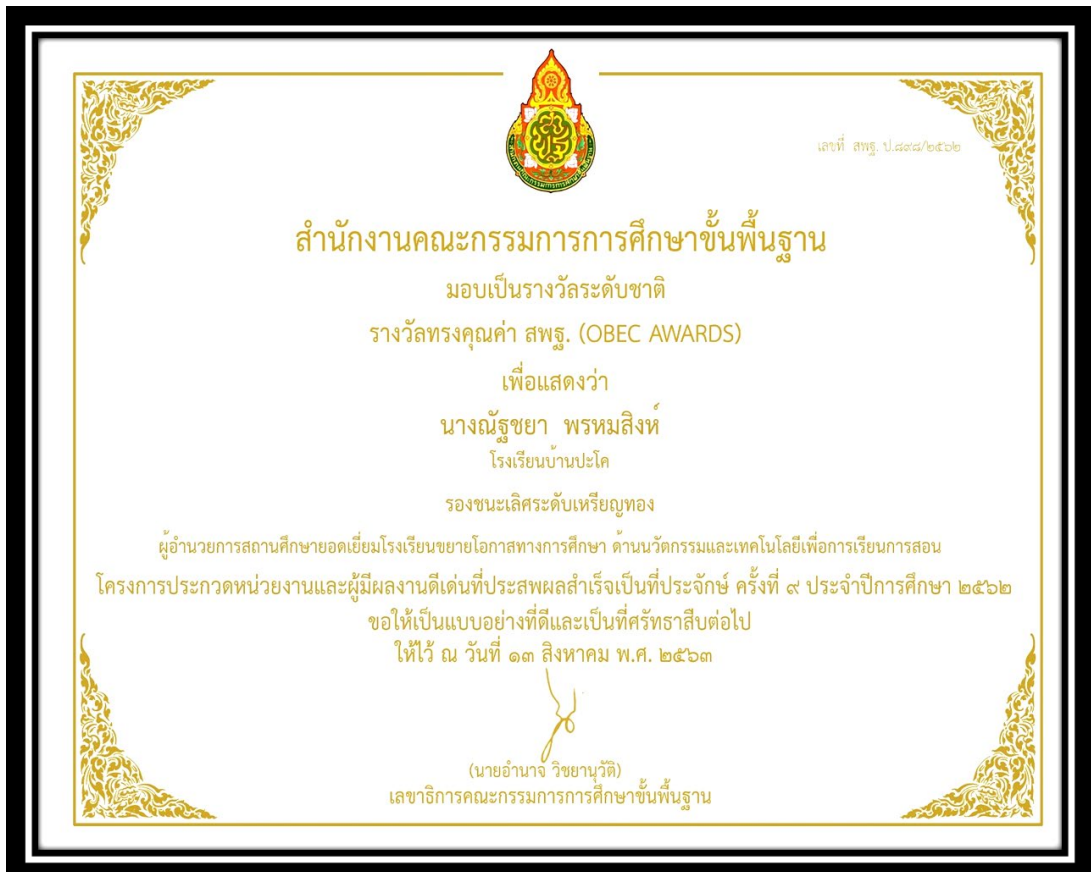 เลขที่ สพฐ. ป.๘๙๘/๒๕๖๒
สำนักงานคณะกรรมการการศึกษาขั้นพื้นฐาน
มอบเป็นรางวัลระดับชาติ
รางวัลทรงคุณค่า สพฐ. (OBEC AWARDS)
เพื่อแสดงว่า
นางณัฐชยา พรหมสิงห์
โรงเรียนบ้านปะโค
รองชนะเลิศระดับเหรียญทอง
ผู้อำนวยการสถานศึกษายอดเยี่ยมโรงเรียนขยายโอกาสทางการศึกษา ด้านนวัตกรรมและเทคโนโลยีเพื่อการเรียนการสอน
โครงการประกวดหน่วยงานและผู้มีผลงานดีเด่นที่ประสพผลสำเร็จเป็นที่ประจักษ์ ครั้งที่ ๙ ประจำปีการศึกษา ๒๕๖๒
ขอให้เป็นแบบอย่างที่ดีและเป็นที่ศรัทธาสืบต่อไป
ให้ไว้ ณ วันที่ ๑๓ สิงหาคม พ.ศ. ๒๕๖๓
(นายอำนาจ วิชยานุวัติ)
เลขาธิการคณะกรรมการการศึกษาขั้นพื้นฐาน